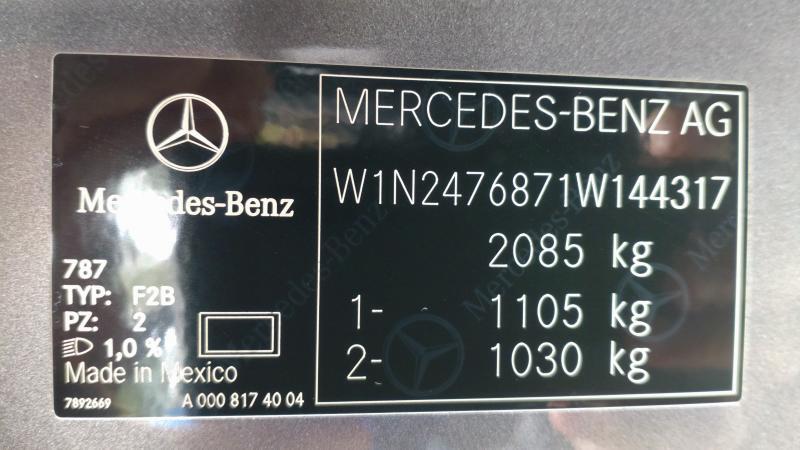 Mercedes-Benz
787
TYP: F2B
PZ: 2
1,0 %
Made in Mexico
7892669 A 000 817 40 04
MERCEDES-BENZ AG
W1N2476871W144317
2085 kg
1- 1105 kg
2- 1030 kg